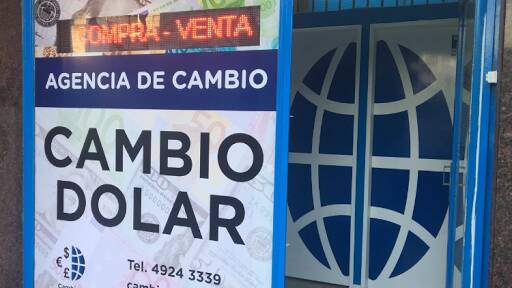 COMPRA - VENTA
AGENCIA DE CAMBIO
CAMBIO
DOLAR
$
€
£
Tel. 4924 3339